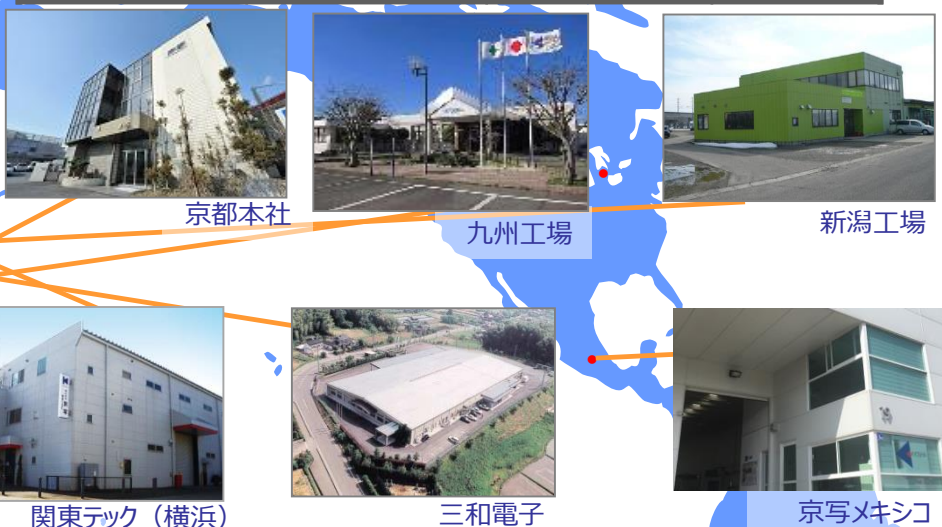 京都本社
九州工場
新潟工場
関東テック（横浜）
三和電子
京写メキシコ